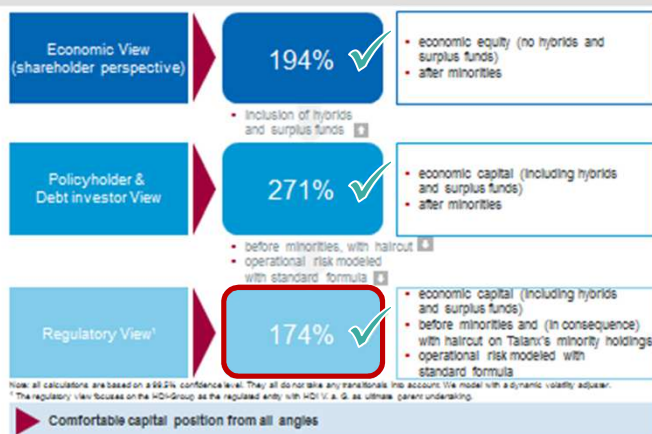 Economic View
(shareholder perspective)
194%
▪ economic equity (no hybrids and
surplus funds)
▪ after minorities
▪ Inclusion of hybrids
and surplus funds
Policyholder &
Debt investor View
271%
▪ economic capital (including hybrids
and surplus funds)
▪ after minorities
▪ before minorities, with haircut
▪ operational risk modeled
with standard formula
Regulatory View¹
174%
▪ economic capital (including hybrids
and surplus funds)
▪ before minorities and (in consequence)
with haircut on Talanx's minority holdings
▪ operational risk modeled with
standard formula
Note: all calculations are based on a 99.5% confidence level. They all do not take any transitionals into account. We model with a dynamic volatility adjuster.
¹ The regulatory view focuses on the HDI-Group as the regulated entity with HDI V. a. G. as ultimate parent undertaking.
Comfortable capital position from all angles